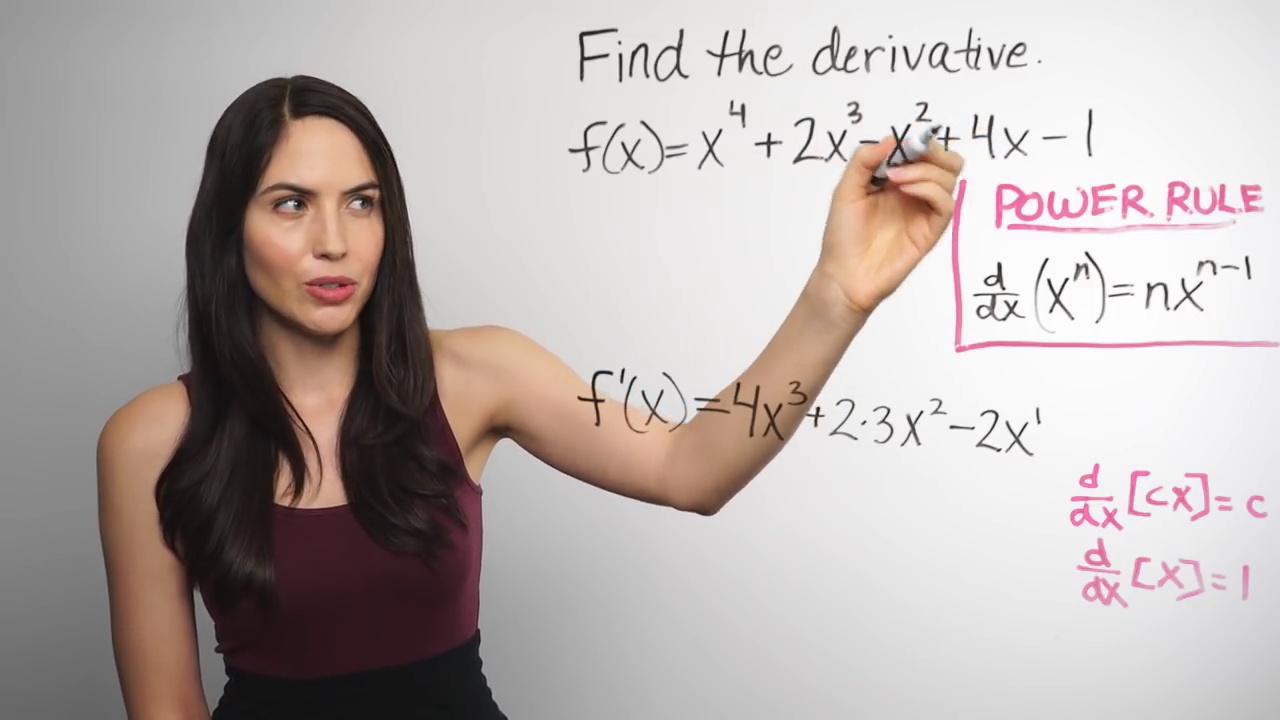 Find the derivative.
f(x) = x⁴ + 2x³ - x² + 4x - 1
POWER RULE
d/dx (xⁿ) = nxⁿ⁻¹
f'(x) = 4x³ + 2·3x² - 2x¹
d/dx [cx] = c
d/dx [x] = 1